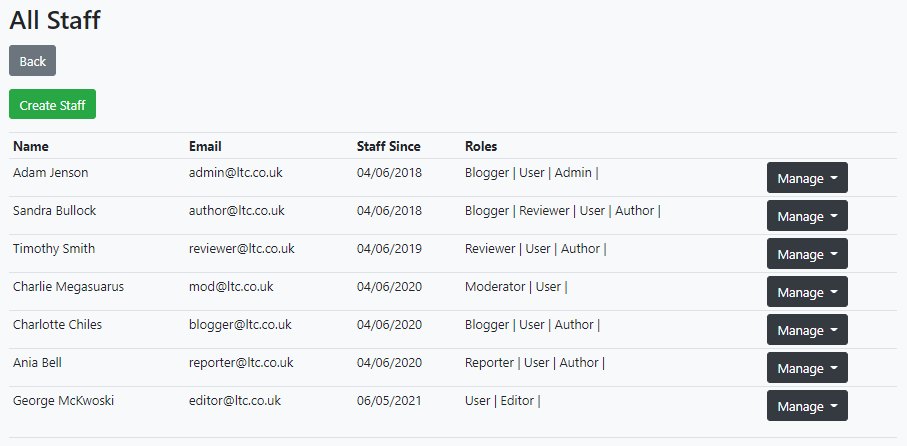 All Staff
Back
Create Staff
Name Email Staff Since Roles
Adam Jenson admin@ltc.co.uk 04/06/2018 Blogger | User | Admin | Manage
Sandra Bullock author@ltc.co.uk 04/06/2018 Blogger | Reviewer | User | Author | Manage
Timothy Smith reviewer@ltc.co.uk 04/06/2019 Reviewer | User | Author | Manage
Charlie Megasuarus mod@ltc.co.uk 04/06/2020 Moderator | User | Manage
Charlotte Chiles blogger@ltc.co.uk 04/06/2020 Blogger | User | Author | Manage
Ania Bell reporter@ltc.co.uk 04/06/2020 Reporter | User | Author | Manage
George McKwoski editor@ltc.co.uk 06/05/2021 User | Editor | Manage